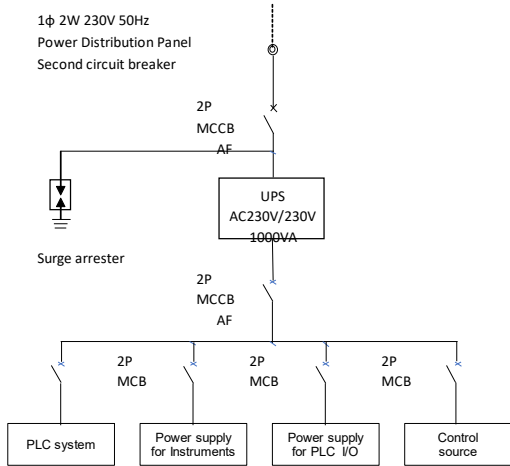 1ϕ 2W 230V 50Hz
Power Distribution Panel
Second circuit breaker
2P
MCCB
AF
UPS
AC230V/230V
1000VA
Surge arrester
2P
MCCB
AF
2P
MCB
2P
MCB
2P
MCB
PLC system
Power supply
for Instruments
Power supply
for PLC I/O
Control
source